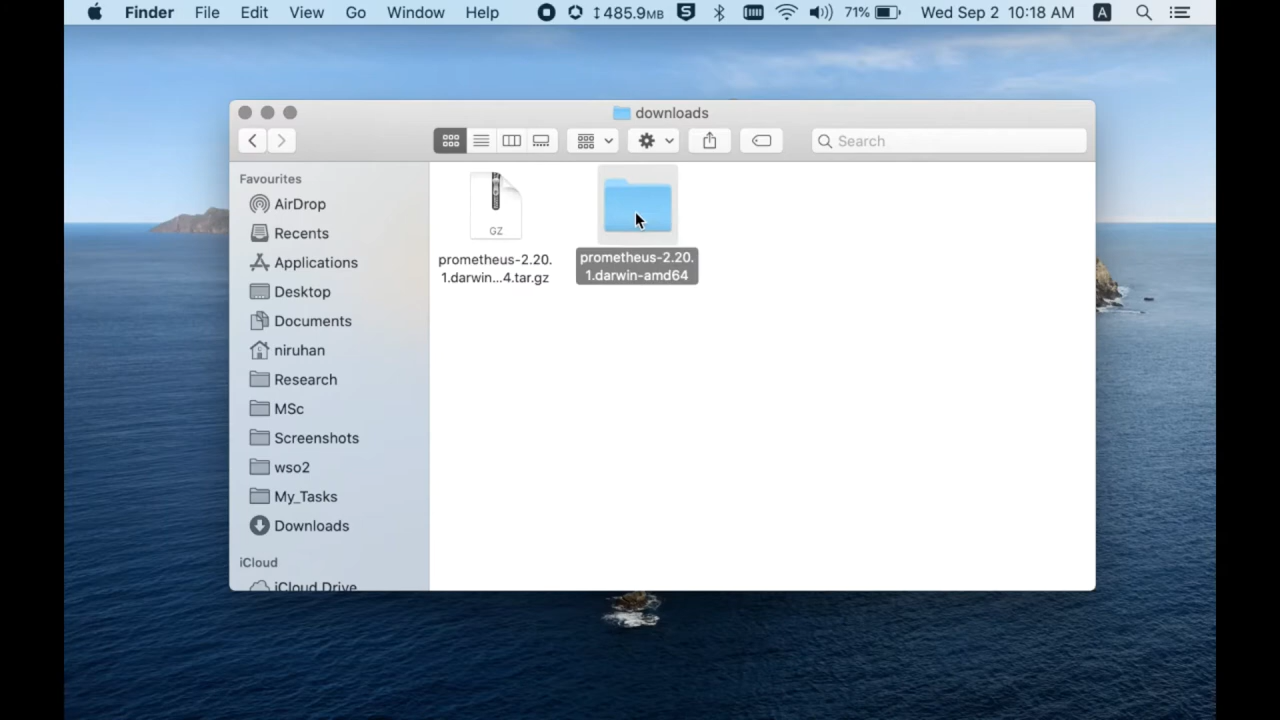 Finder File Edit View Go Window Help 485.9MB 71% Wed Sep 2 10:18 AM A
downloads
Search
Favourites
AirDrop
Recents
Applications
Desktop
Documents
niruhan
Research
MSc
Screenshots
wso2
My_Tasks
Downloads
iCloud
iCloud Drive
GZ
prometheus-2.20.
1.darwin...4.tar.gz
prometheus-2.20.
1.darwin-amd64